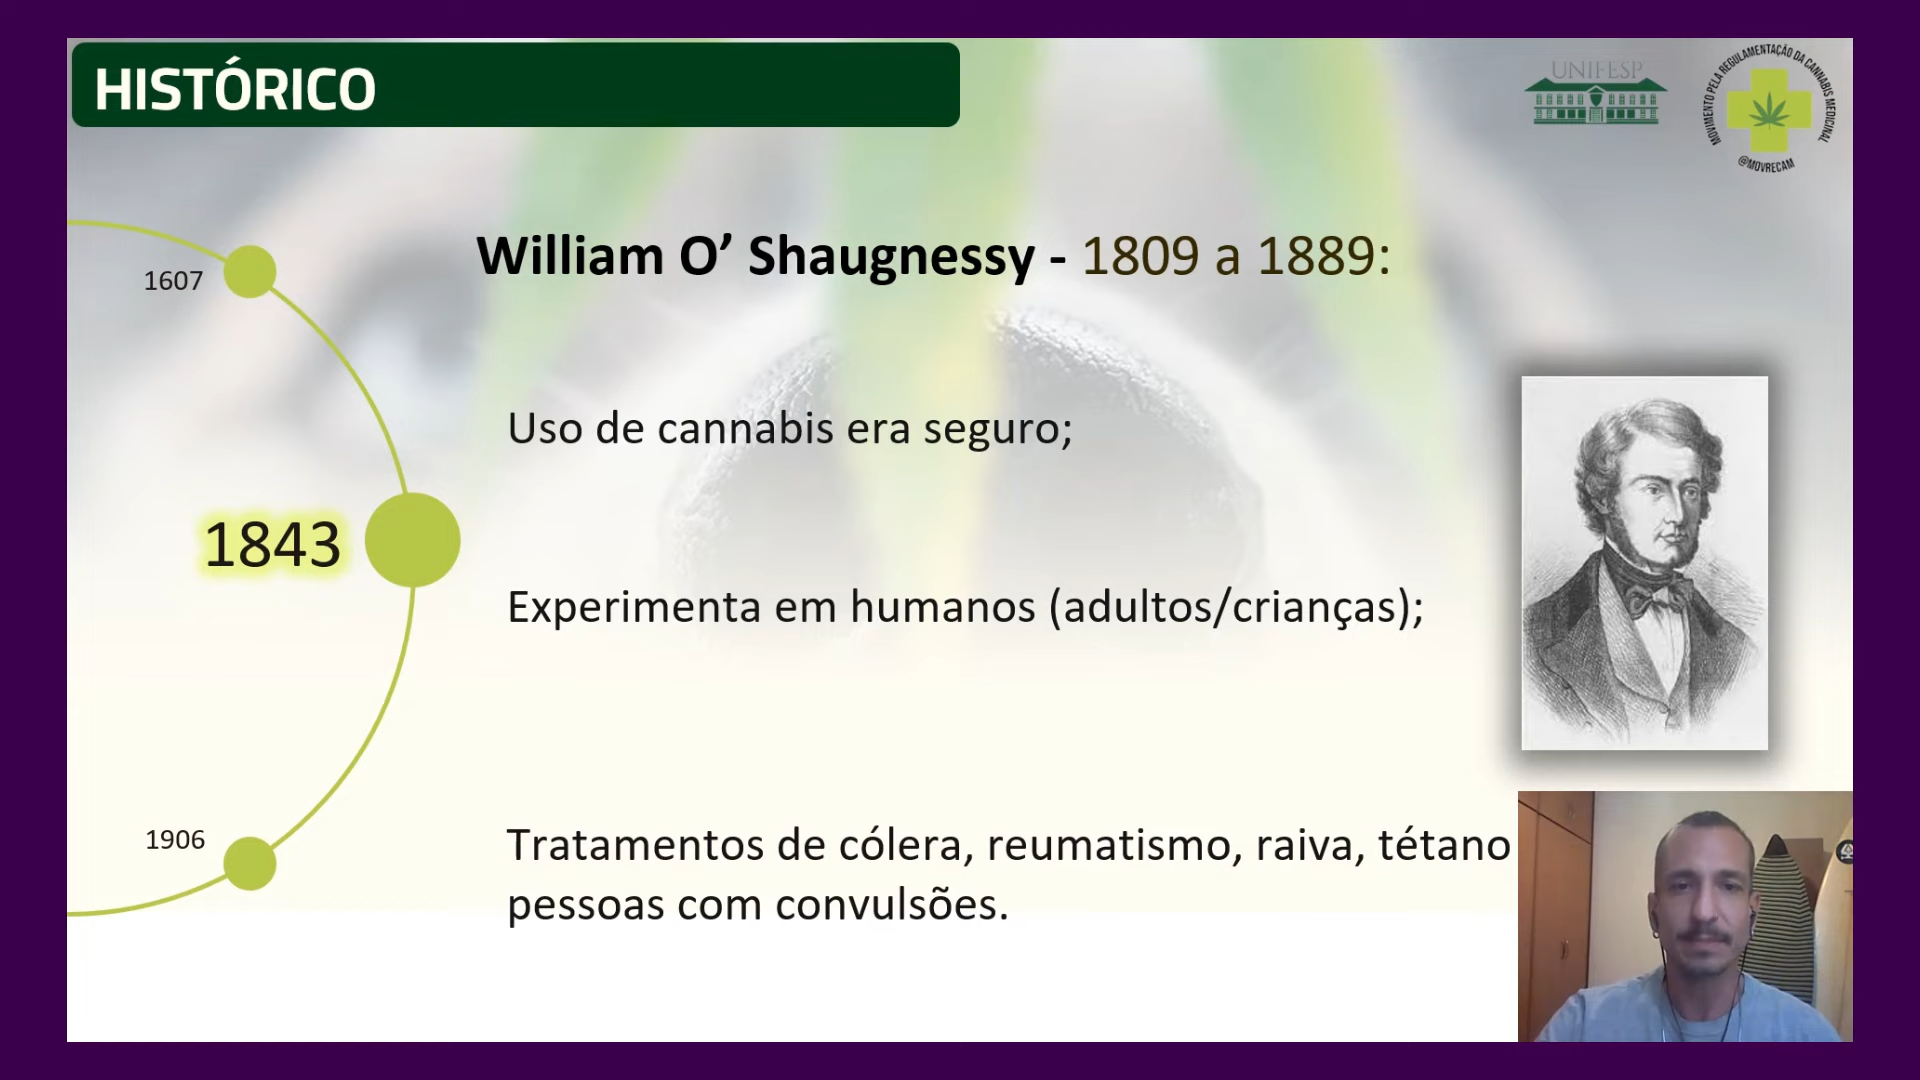 HISTÓRICO
UNIFESP
MOVIMENTO PELA REGULAMENTAÇÃO DA CANNABIS MEDICINAL
@MOVRECAM
William O’ Shaugnessy - 1809 a 1889:
1607
Uso de cannabis era seguro;
1843
Experimenta em humanos (adultos/crianças);
1906
Tratamentos de cólera, reumatismo, raiva, tétano
pessoas com convulsões.